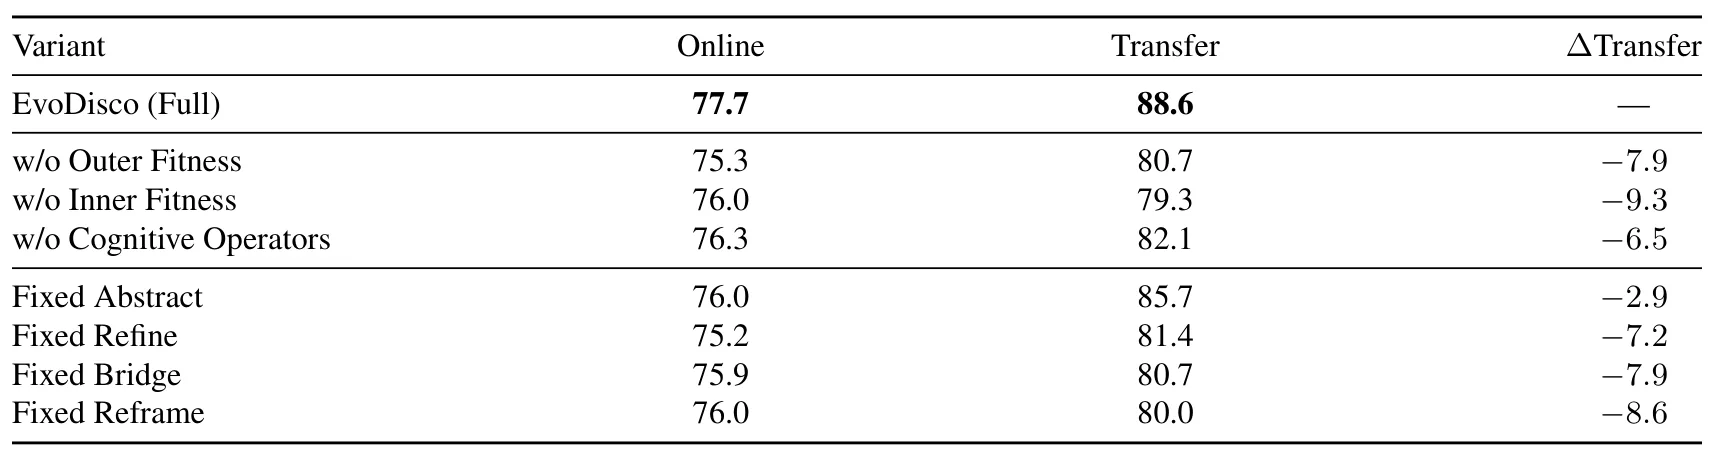 Variant Online Transfer ΔTransfer
EvoDisco (Full) 77.7 88.6 —
w/o Outer Fitness 75.3 80.7 −7.9
w/o Inner Fitness 76.0 79.3 −9.3
w/o Cognitive Operators 76.3 82.1 −6.5
Fixed Abstract 76.0 85.7 −2.9
Fixed Refine 75.2 81.4 −7.2
Fixed Bridge 75.9 80.7 −7.9
Fixed Reframe 76.0 80.0 −8.6